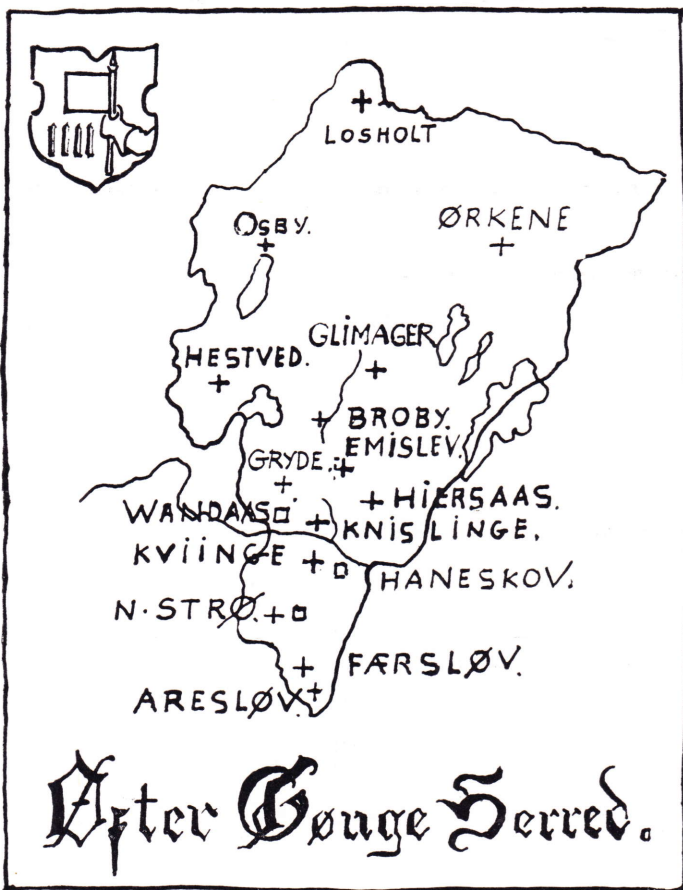 LOSHOLT
OSBY.
ØRKENE
GLIMAGER
HESTVED.
BROBY.
EMISLEV.
GRYDE.
HIERSAAS.
WANDAAS
KNISLINGE.
KVIINGE
HANESKOV.
N·STRØ.
FÆRSLØV.
ARESLØV.
Øster Gønge Herred.